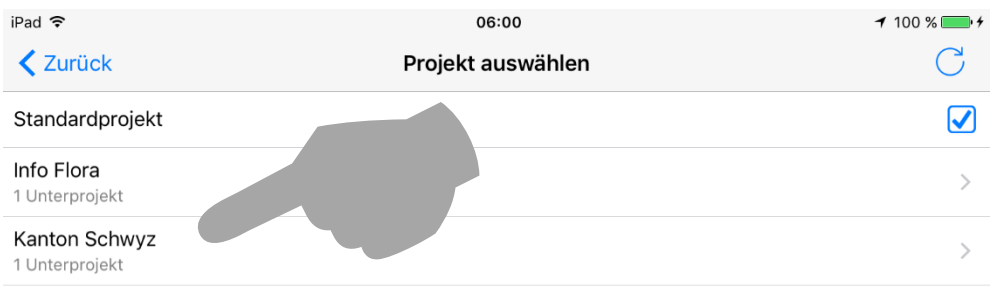 iPad 06:00 100 %
Zurück Projekt auswählen
Standardprojekt
Info Flora
1 Unterprojekt
Kanton Schwyz
1 Unterprojekt